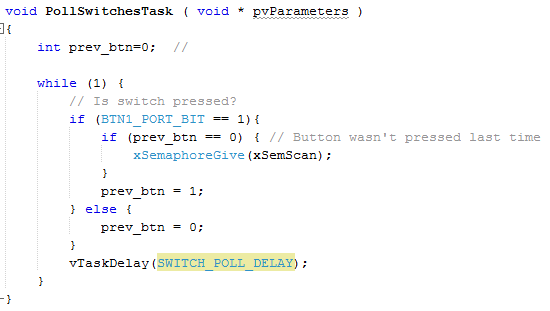 void PollSwitchesTask ( void * pvParameters )
{
    int prev_btn=0;  //
    while (1) {
        // Is switch pressed?
        if (BTN1_PORT_BIT == 1){
            if (prev_btn == 0) { // Button wasn't pressed last time
                xSemaphoreGive(xSemScan);
            }
            prev_btn = 1;
        } else {
            prev_btn = 0;
        }
        vTaskDelay(SWITCH_POLL_DELAY);
    }
}